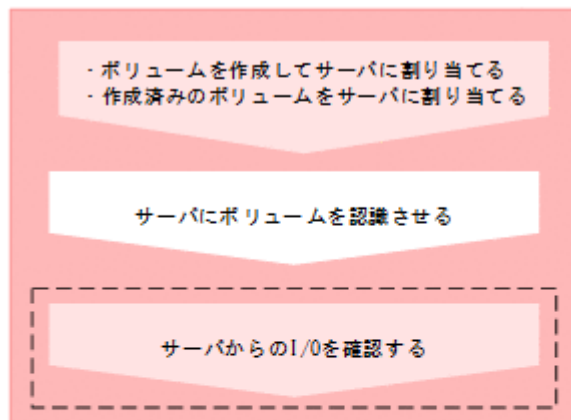 ・ボリュームを作成してサーバに割り当てる
・作成済みのボリュームをサーバに割り当てる
サーバにボリュームを認識させる
サーバからのI/Oを確認する